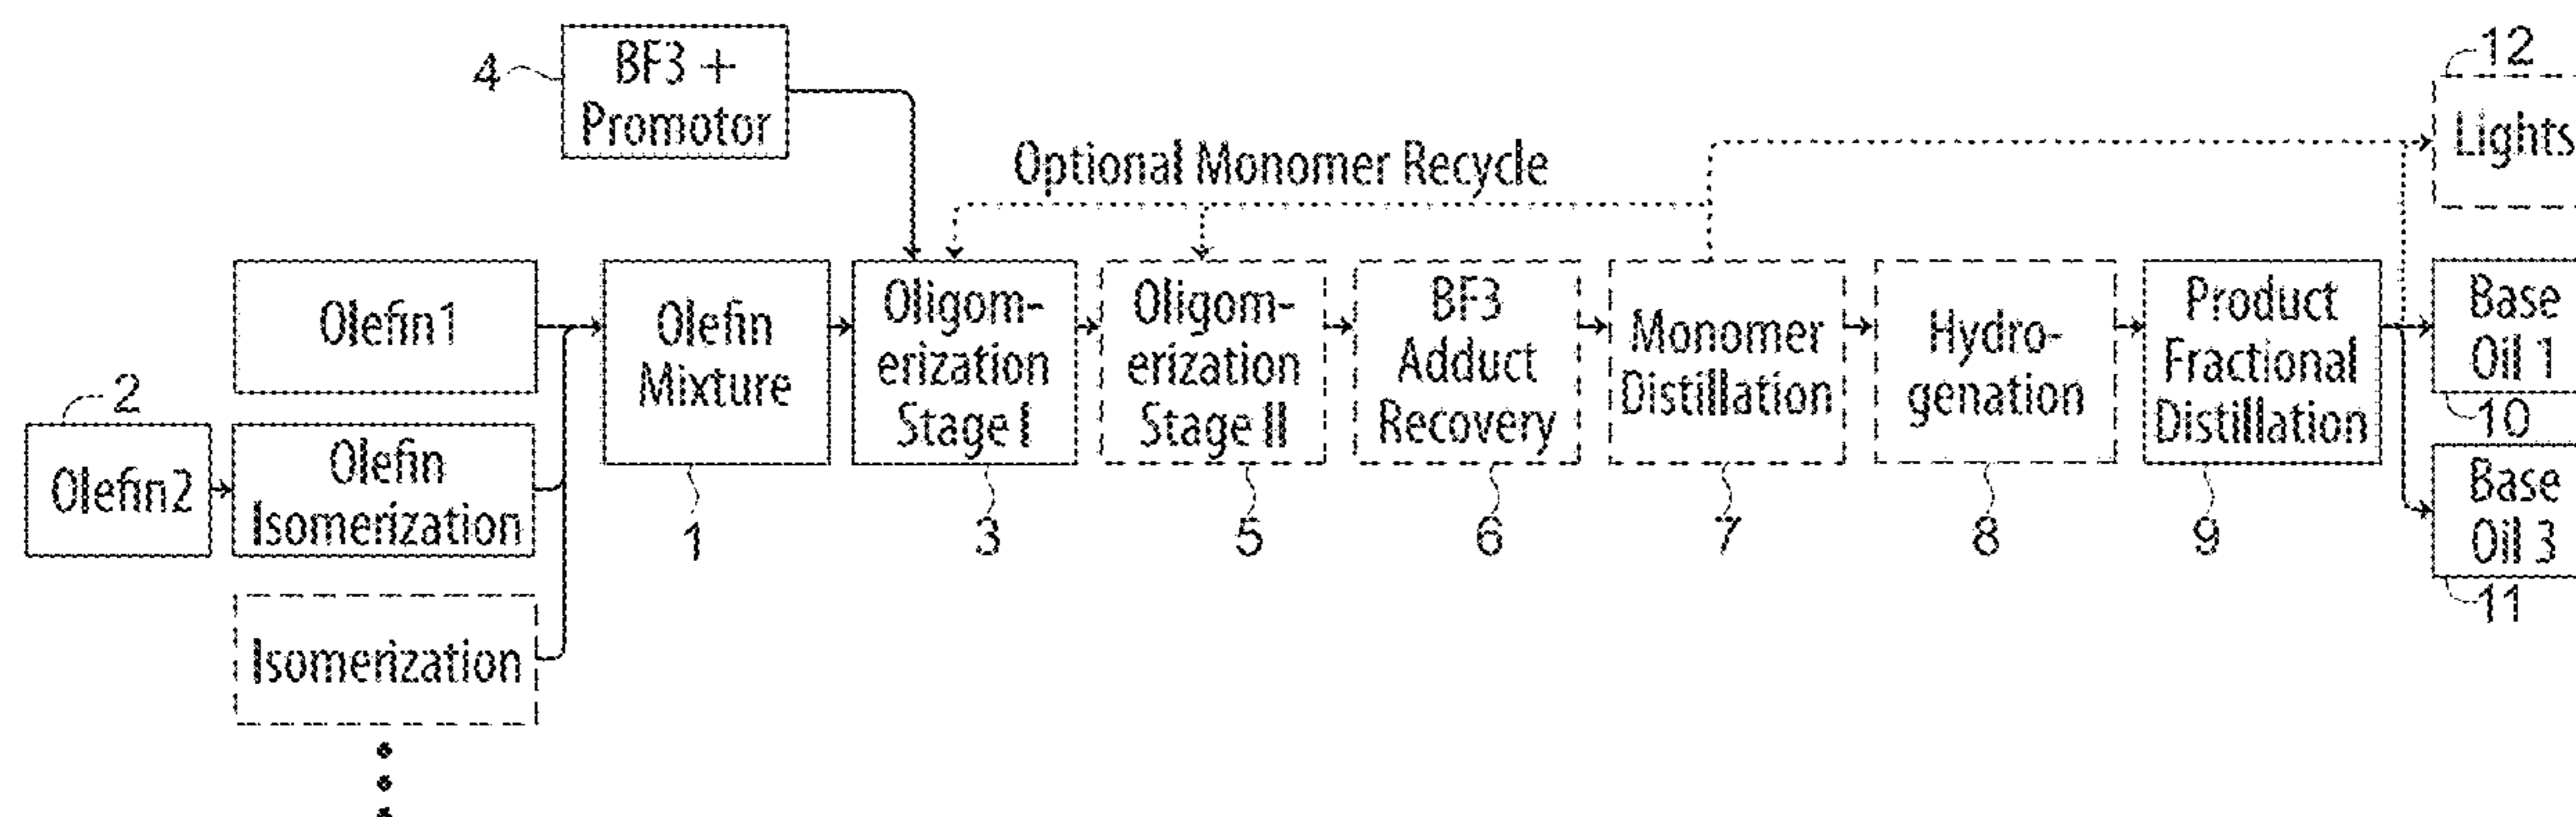 4
BF3 +
Promotor
12
Lights
Optional Monomer Recycle
Olefin1
Olefin
Mixture
Oligom-
erization
Stage I
Oligom-
erization
Stage II
BF3
Adduct
Recovery
Monomer
Distillation
Hydro-
genation
Product
Fractional
Distillation
Base
Oil 1
10
2
Olefin2
Olefin
Isomerization
1
3
5
6
7
8
9
Base
Oil 3
11
Isomerization